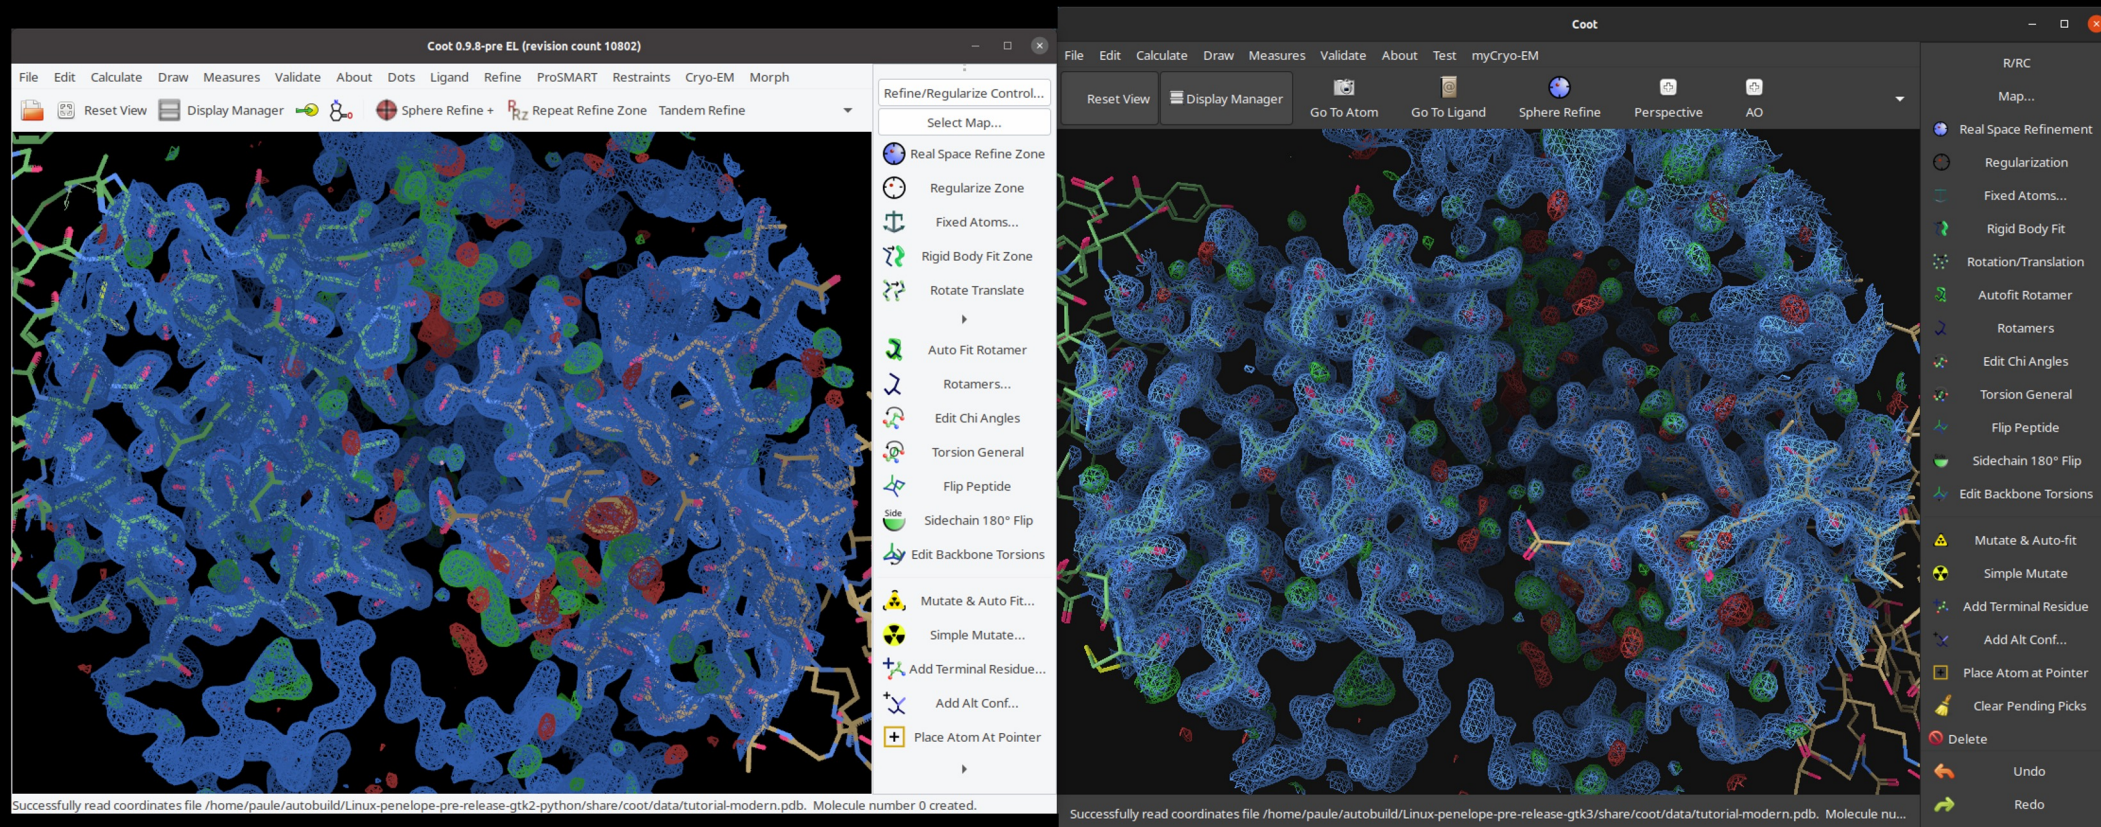 Coot 0.9.8-pre EL (revision count 10802)
File Edit Calculate Draw Measures Validate About Dots Ligand Refine ProSMART Restraints Cryo-EM Morph
Reset View Display Manager Sphere Refine + RRz Repeat Refine Zone Tandem Refine
Refine/Regularize Control...
Select Map...
Real Space Refine Zone
Regularize Zone
Fixed Atoms...
Rigid Body Fit Zone
Rotate Translate
Auto Fit Rotamer
Rotamers...
Edit Chi Angles
Torsion General
Flip Peptide
Side
Sidechain 180° Flip
Edit Backbone Torsions
Mutate & Auto Fit...
Simple Mutate...
Add Terminal Residue...
Add Alt Conf...
Place Atom At Pointer
Successfully read coordinates file /home/paule/autobuild/Linux-penelope-pre-release-gtk2-python/share/coot/data/tutorial-modern.pdb. Molecule number 0 created.
Coot
File Edit Calculate Draw Measures Validate About Test myCryo-EM
Reset View Display Manager Go To Atom Go To Ligand Sphere Refine Perspective AO
R/RC
Map...
Real Space Refinement
Regularization
Fixed Atoms...
Rigid Body Fit
Rotation/Translation
Autofit Rotamer
Rotamers
Edit Chi Angles
Torsion General
Flip Peptide
Sidechain 180° Flip
Edit Backbone Torsions
Mutate & Auto-fit
Simple Mutate
Add Terminal Residue
Add Alt Conf...
Place Atom at Pointer
Clear Pending Picks
Delete
Undo
Redo
Successfully read coordinates file /home/paule/autobuild/Linux-penelope-pre-release-gtk3/share/coot/data/tutorial-modern.pdb. Molecule nu...